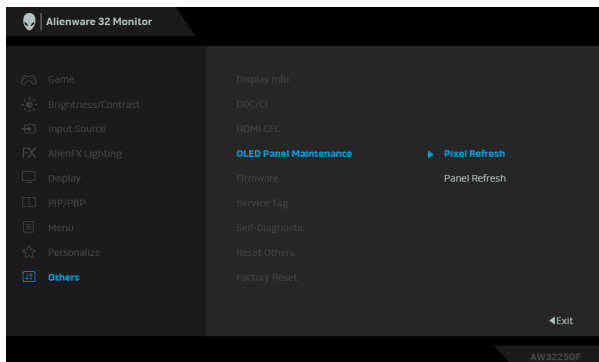 Alienware 32 Monitor
Game
Brightness/Contrast
Input Source
FX AlienFX Lighting
Display
PIP/PBP
Menu
Personalize
Others
Display Info
DDC/CI
HDMI CEC
OLED Panel Maintenance
Firmware
Service Tag
Self-Diagnostic
Reset Others
Factory Reset
Pixel Refresh
Panel Refresh
Exit
AW3225QF